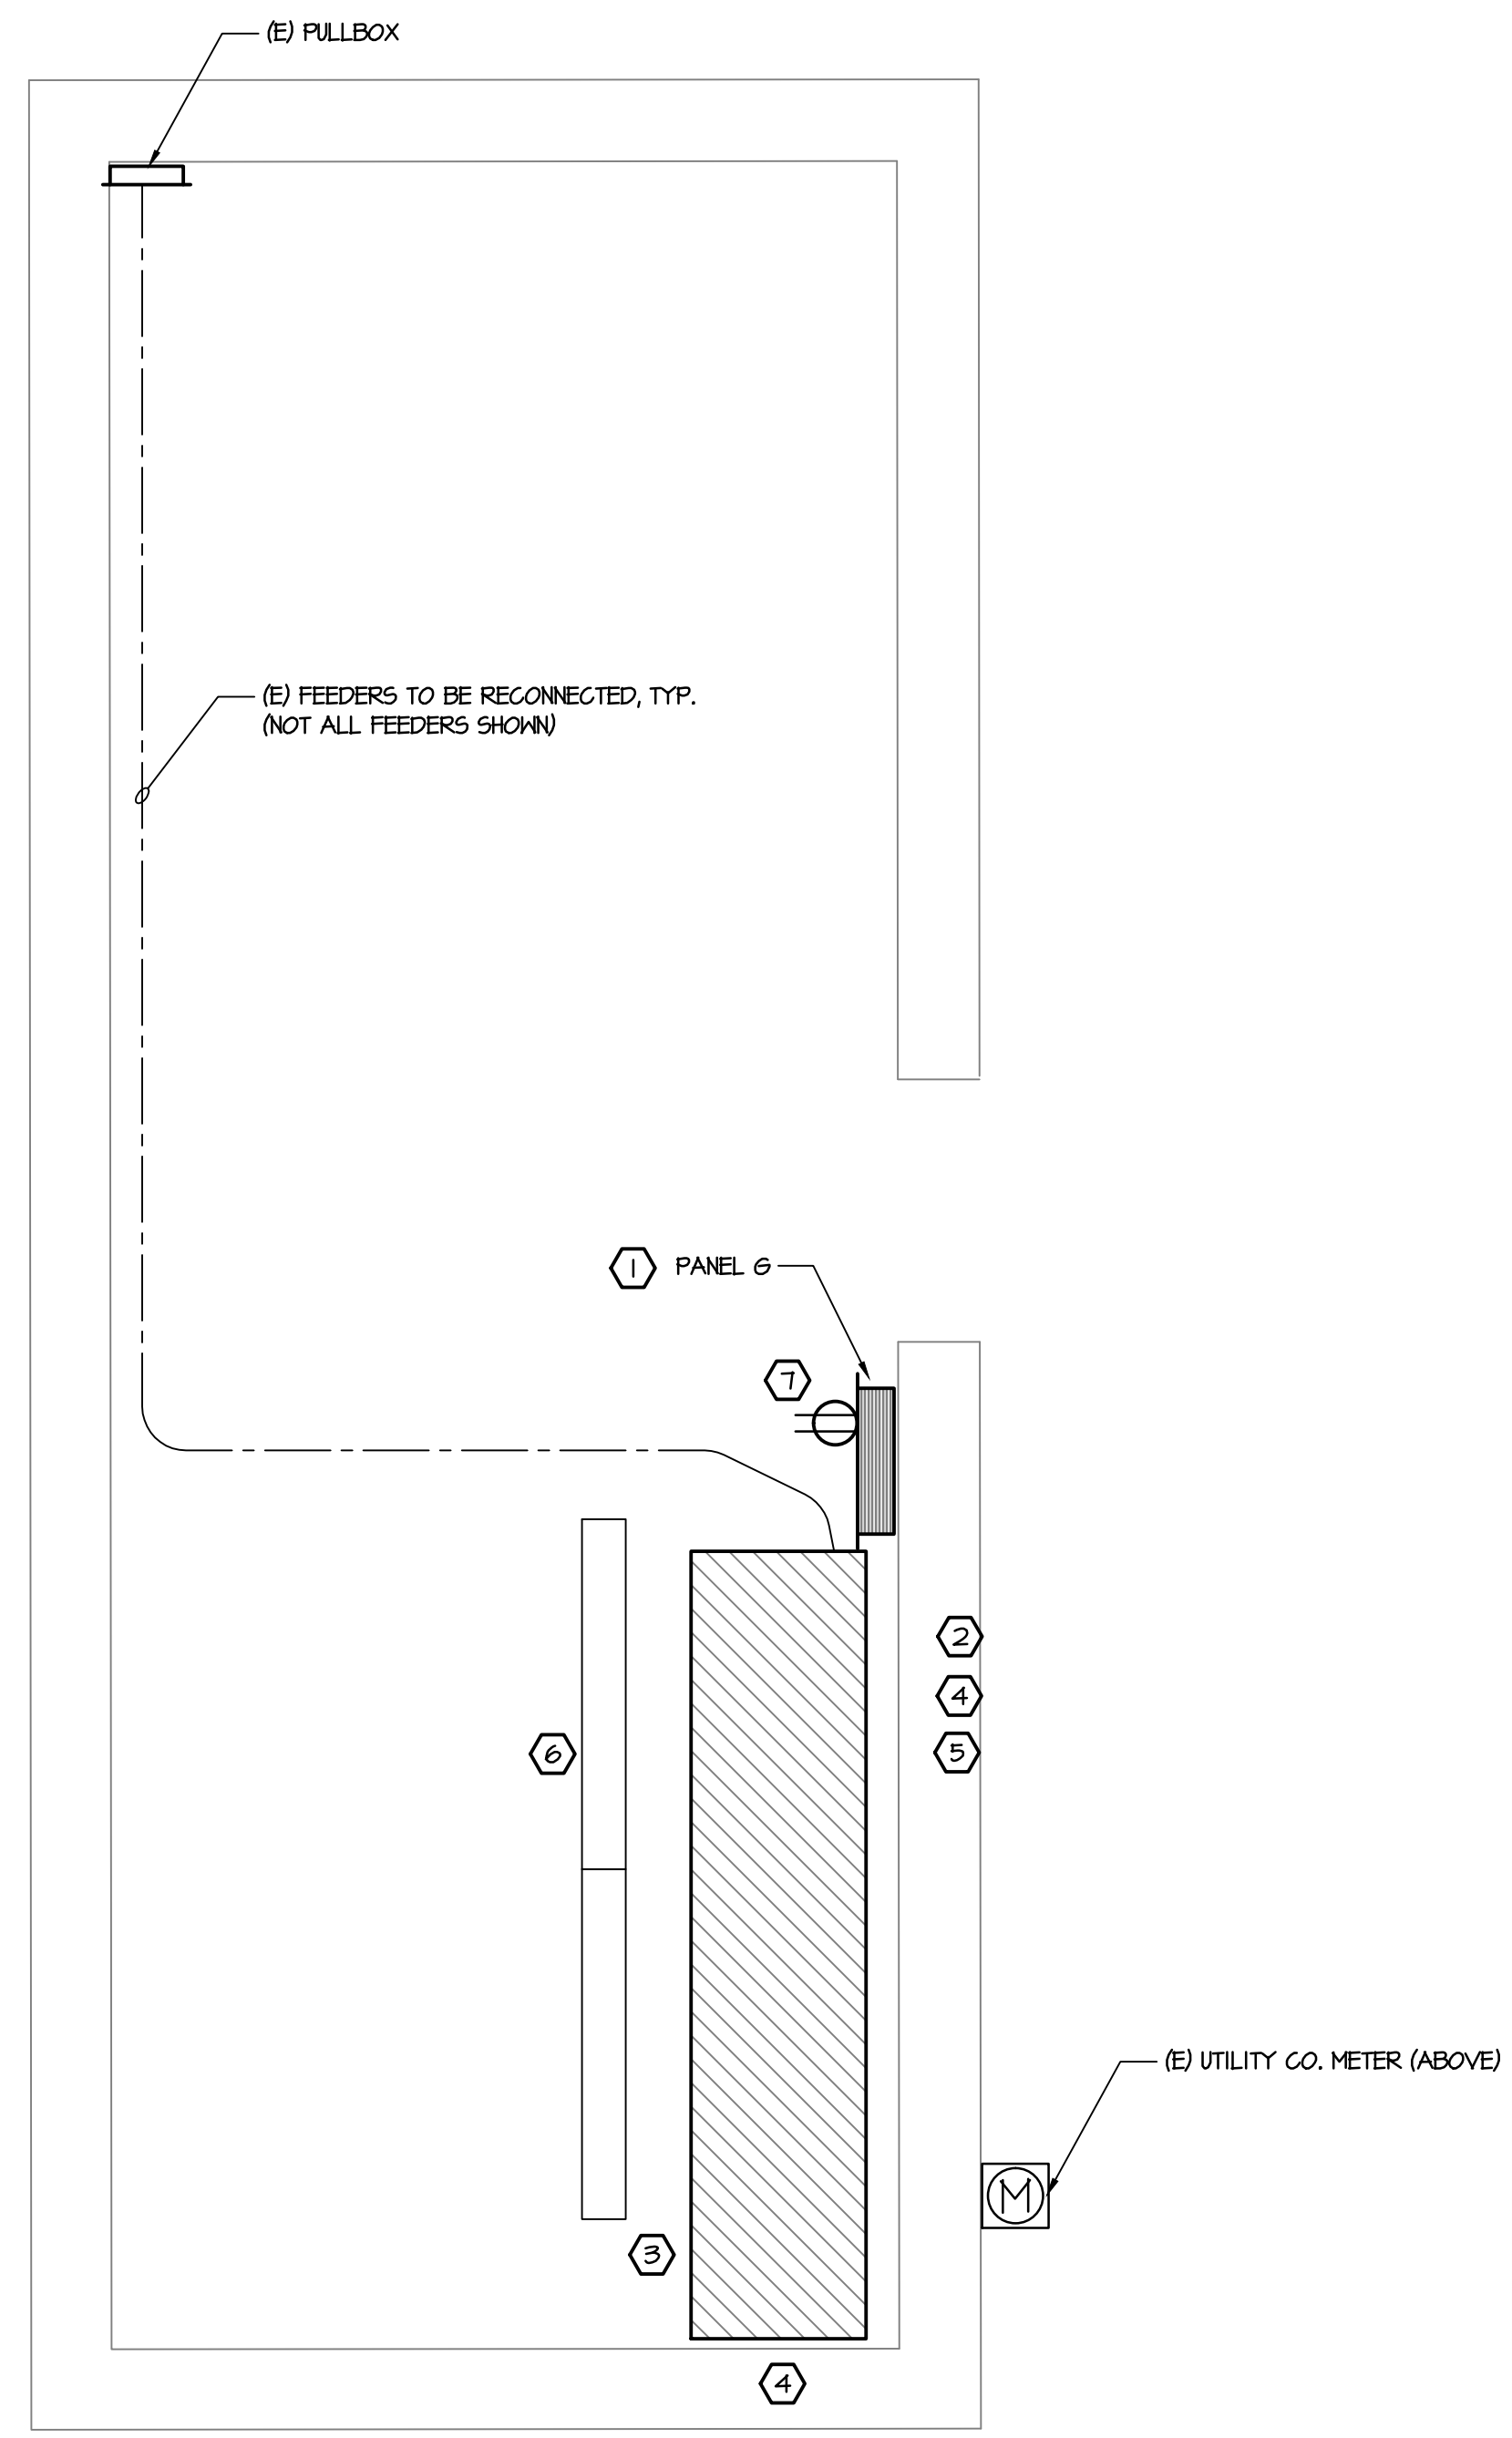 (E) PULLBOX
(E) FEEDERS TO BE RECONNECTED, TYP.
(NOT ALL FEEDERS SHOWN)
1 PANEL G
7
2
4
5
6
(E) UTILITY CO. METER (ABOVE)
M
3
4